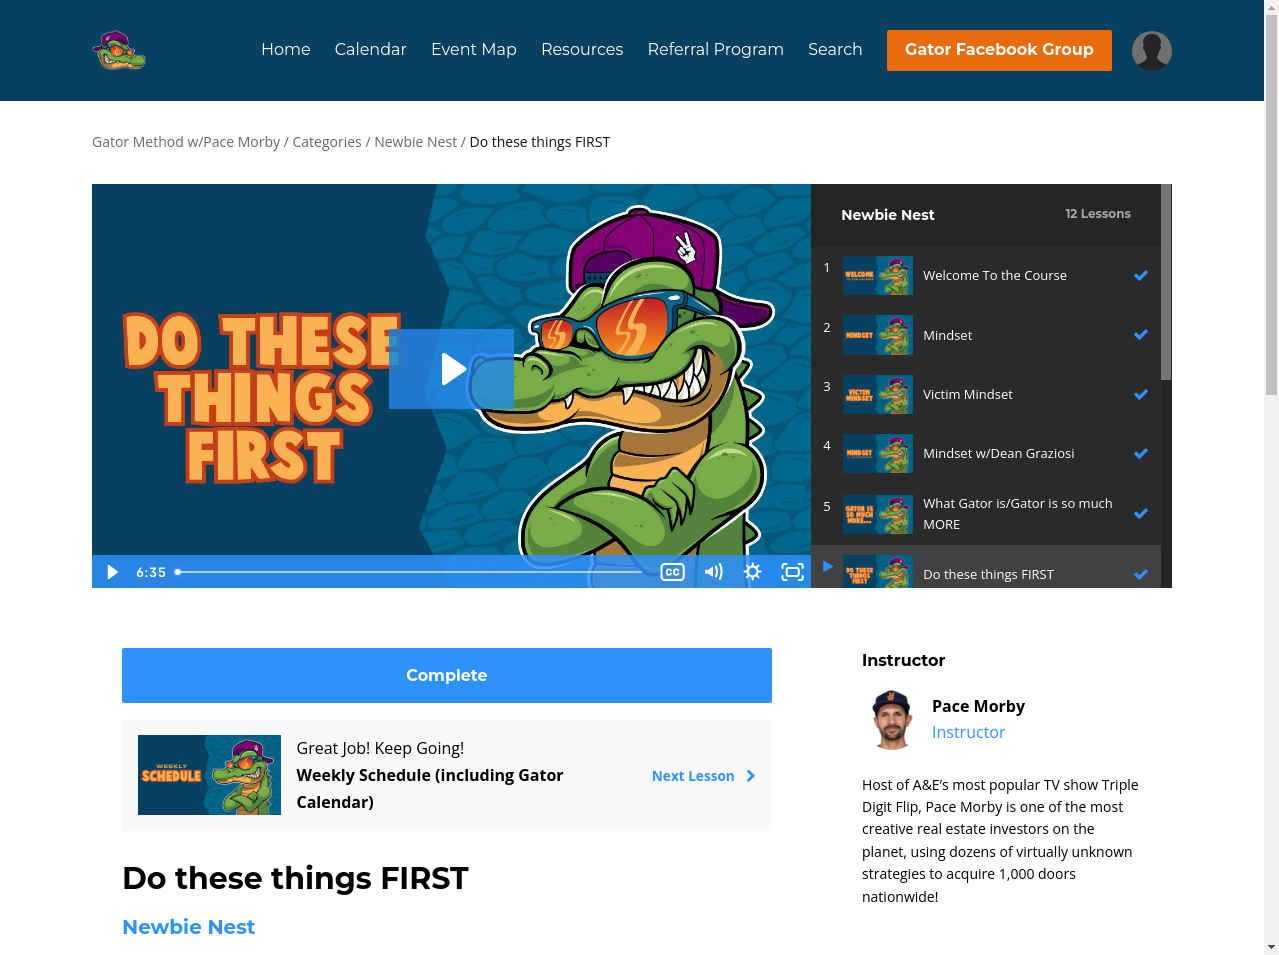 Home Calendar Event Map Resources Referral Program Search Gator Facebook Group
Gator Method w/Pace Morby / Categories / Newbie Nest / Do these things FIRST
DO THESE
THINGS
FIRST
6:35
CC
Newbie Nest 12 Lessons
1 WELCOME Welcome To the Course
2 MINDSET Mindset
3 VICTIM MINDSET Victim Mindset
4 MINDSET Mindset w/Dean Graziosi
5 GATOR IS SO MUCH MORE... What Gator is/Gator is so much
MORE
DO THESE THINGS FIRST Do these things FIRST
Complete
WEEKLY
SCHEDULE
Great Job! Keep Going!
Weekly Schedule (including Gator
Calendar)
Next Lesson
Do these things FIRST
Newbie Nest
Instructor
Pace Morby
Instructor
Host of A&E’s most popular TV show Triple
Digit Flip, Pace Morby is one of the most
creative real estate investors on the
planet, using dozens of virtually unknown
strategies to acquire 1,000 doors
nationwide!